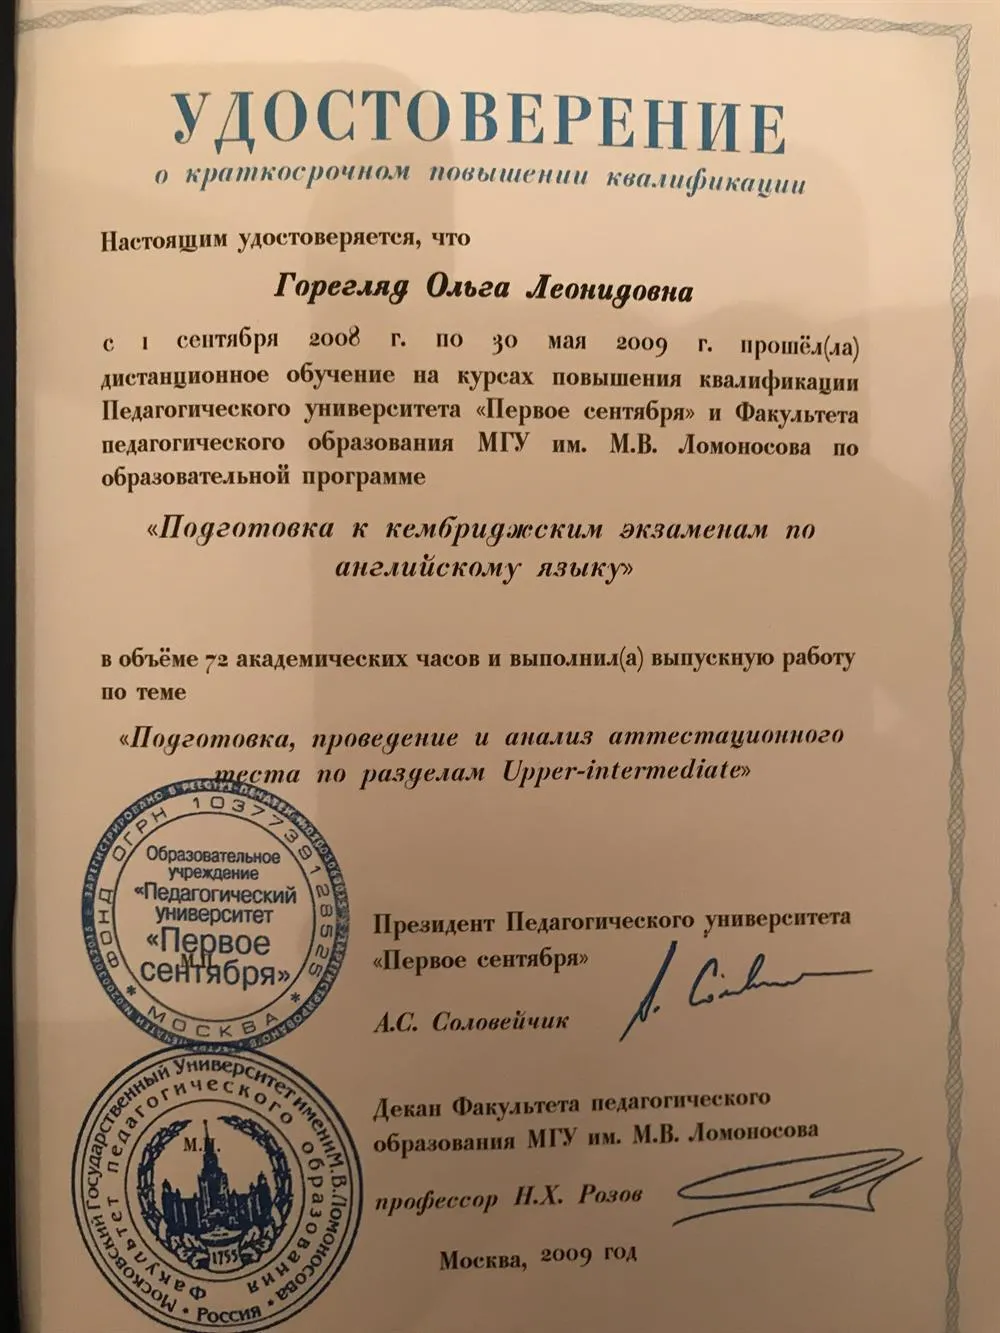 УДОСТОВЕРЕНИЕ
о краткосрочном повышении квалификации
Настоящим удостоверяется, что
Горегляд Ольга Леонидовна
с 1 сентября 2008 г. по 30 мая 2009 г. прошёл(ла)
дистанционное обучение на курсах повышения квалификации
Педагогического университета «Первое сентября» и Факультета
педагогического образования МГУ им. М.В. Ломоносова по
образовательной программе
«Подготовка к кембриджским экзаменам по
английскому языку»
в объёме 72 академических часов и выполнил(а) выпускную работу
по теме
«Подготовка, проведение и анализ аттестационного
теста по разделам Upper-intermediate»
ФОНД ОГРН 1037739128525
Образовательное
учреждение
«Педагогический
университет
«Первое
М.П.
сентября»
* МОСКВА *
Президент Педагогического университета
«Первое сентября»
А.С. Соловейчик
Московский Государственный Университет имени М.В.Ломоносова • Россия •
Факультет педагогического образования
М.П.
1755
Декан Факультета педагогического
образования МГУ им. М.В. Ломоносова
профессор Н.Х. Розов
Москва, 2009 год